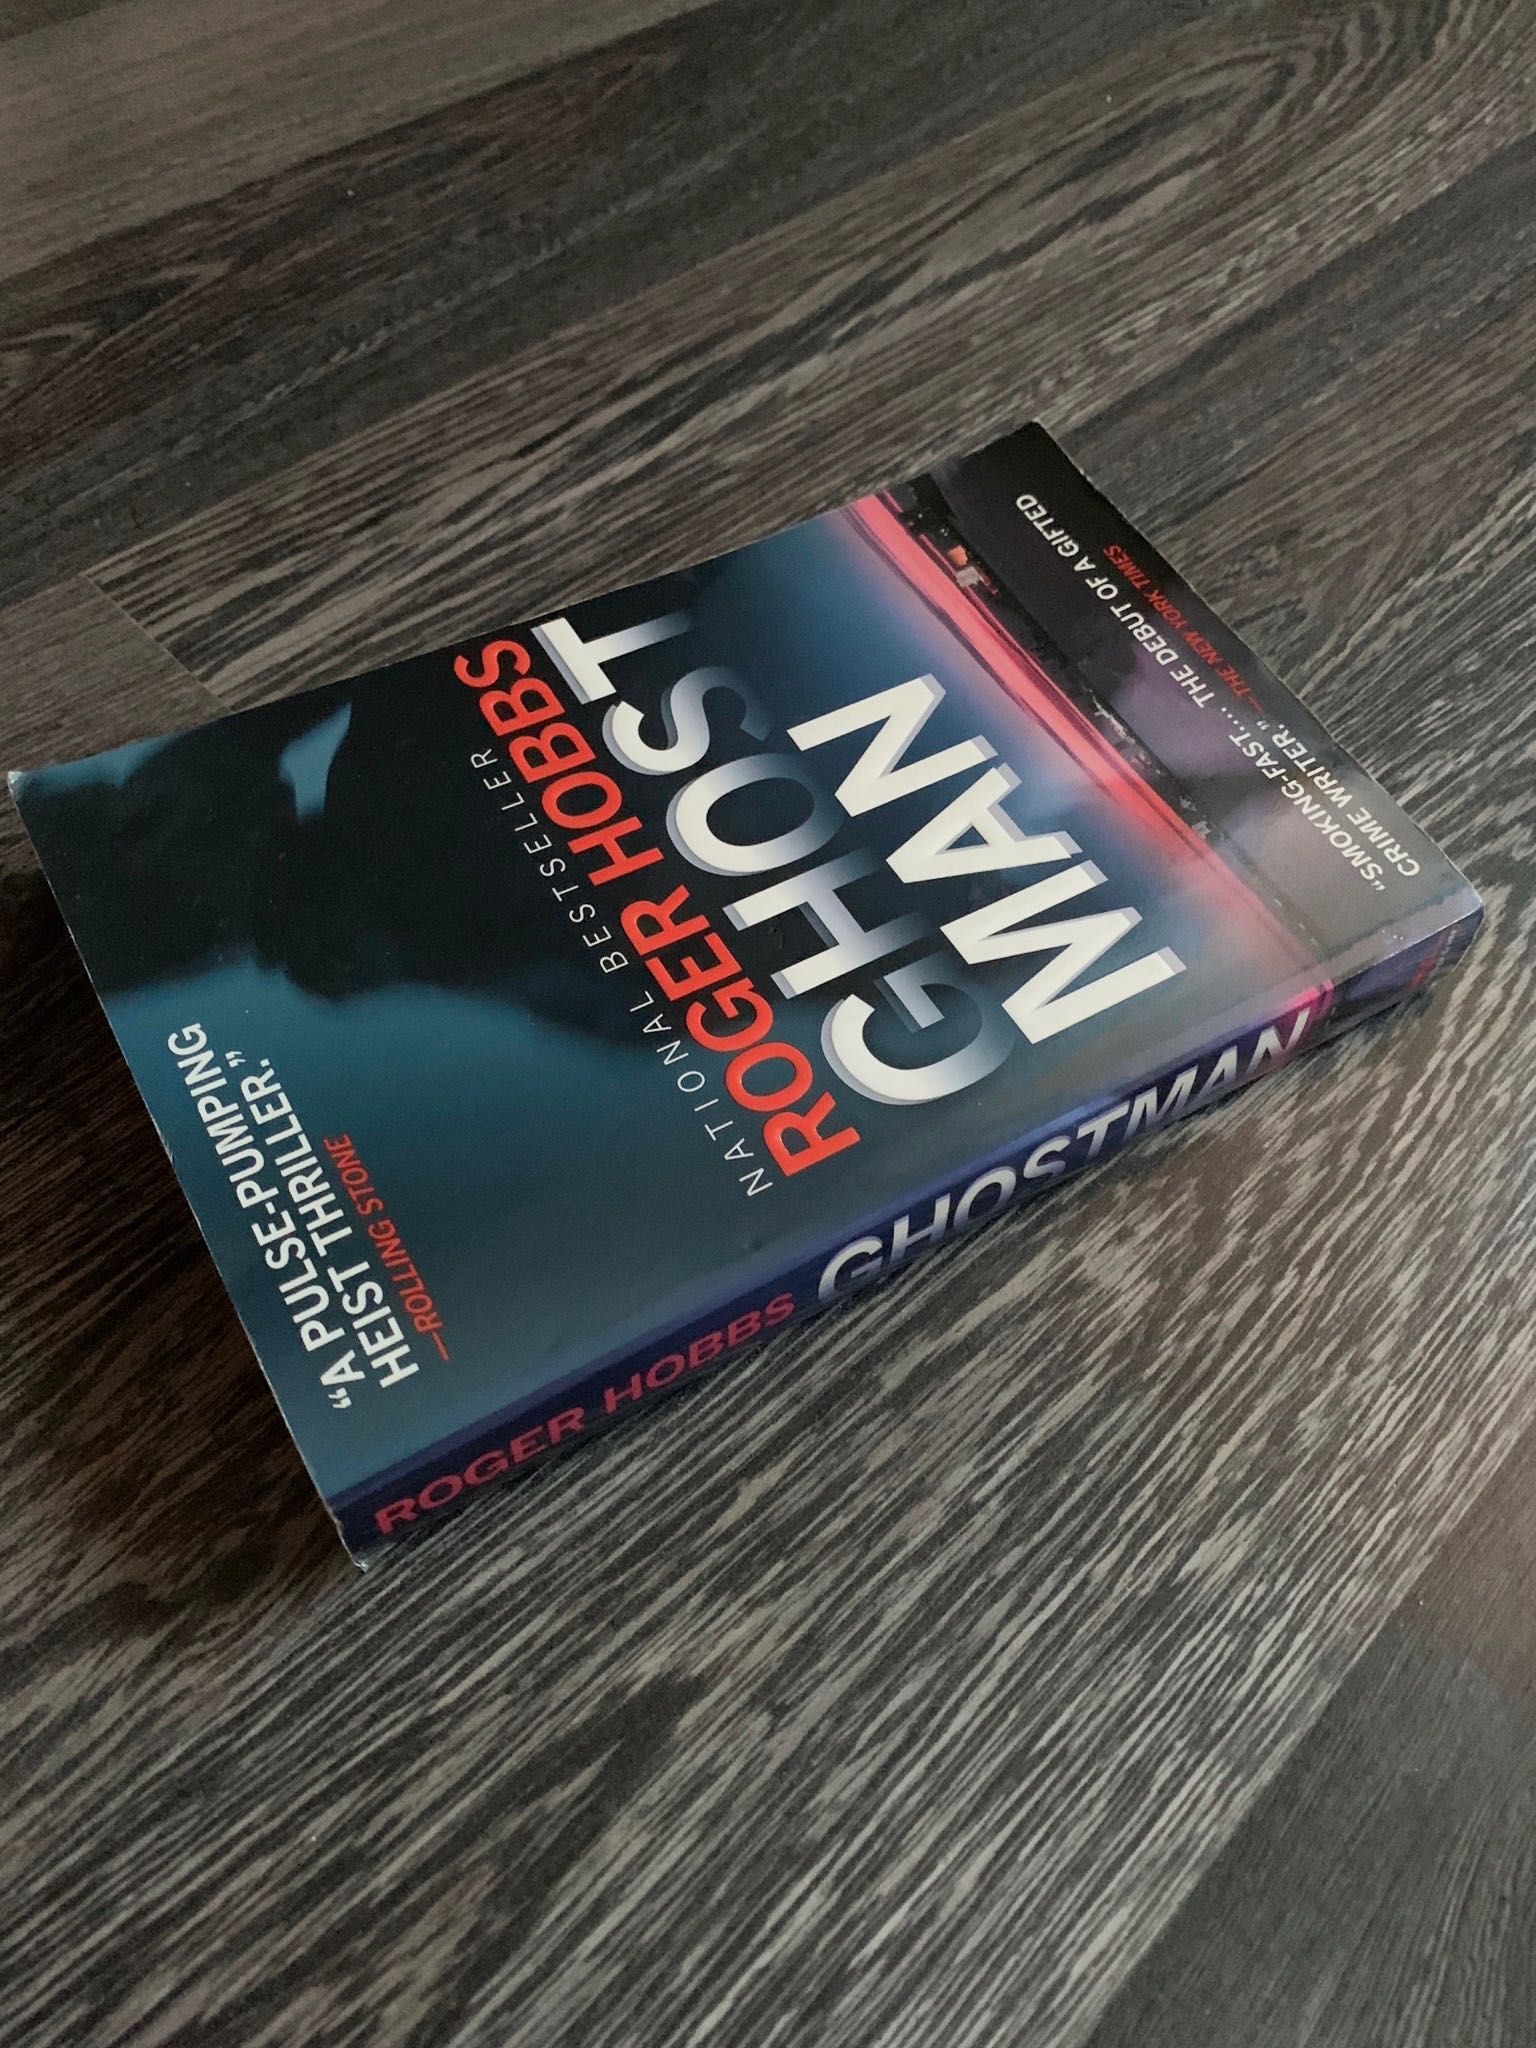 “A PULSE-PUMPING
HEIST THRILLER.”
—ROLLING STONE
NATIONAL BESTSELLER
ROGER HOBBS
GHOST
MAN
“SMOKING-FAST.... THE DEBUT OF A GIFTED
CRIME WRITER.” —THE NEW YORK TIMES
ROGER HOBBS GHOSTMAN